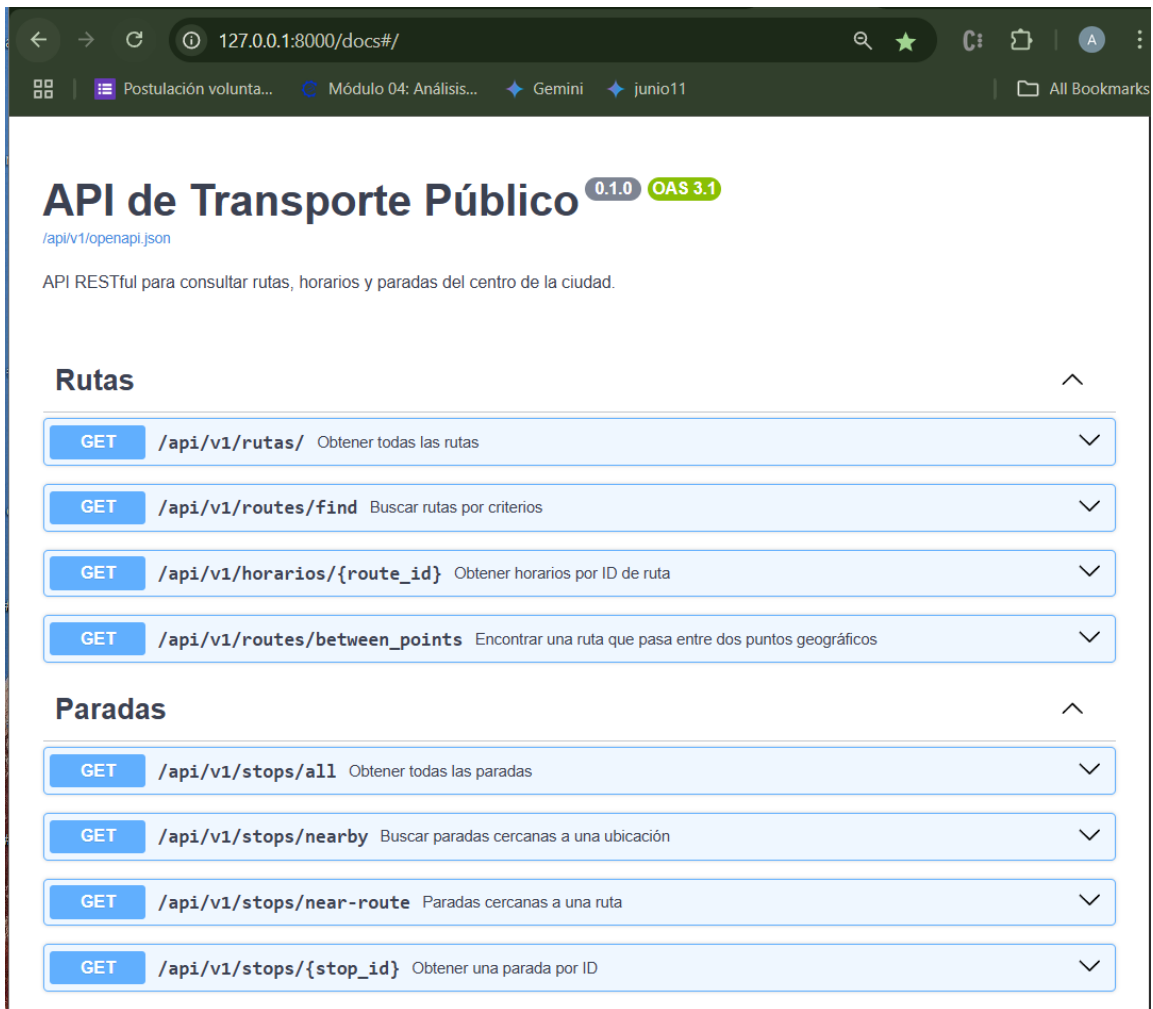 127.0.0.1:8000/docs#/
A
Postulación volunta... Módulo 04: Análisis... Gemini junio11 All Bookmarks
API de Transporte Público 0.1.0 OAS 3.1
/api/v1/openapi.json
API RESTful para consultar rutas, horarios y paradas del centro de la ciudad.
Rutas
GET /api/v1/rutas/ Obtener todas las rutas
GET /api/v1/routes/find Buscar rutas por criterios
GET /api/v1/horarios/{route_id} Obtener horarios por ID de ruta
GET /api/v1/routes/between_points Encontrar una ruta que pasa entre dos puntos geográficos
Paradas
GET /api/v1/stops/all Obtener todas las paradas
GET /api/v1/stops/nearby Buscar paradas cercanas a una ubicación
GET /api/v1/stops/near-route Paradas cercanas a una ruta
GET /api/v1/stops/{stop_id} Obtener una parada por ID